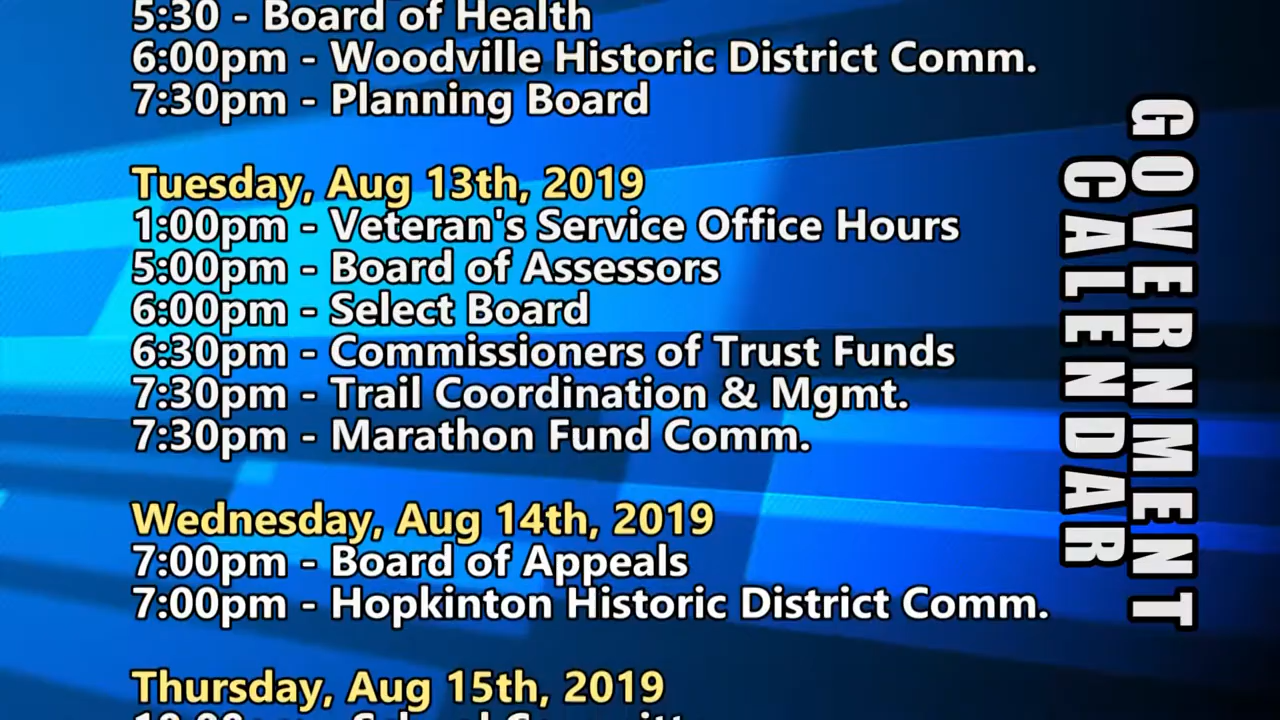 5:30 - Board of Health
6:00pm - Woodville Historic District Comm.
7:30pm - Planning Board
Tuesday, Aug 13th, 2019
1:00pm - Veteran's Service Office Hours
5:00pm - Board of Assessors
6:00pm - Select Board
6:30pm - Commissioners of Trust Funds
7:30pm - Trail Coordination & Mgmt.
7:30pm - Marathon Fund Comm.
Wednesday, Aug 14th, 2019
7:00pm - Board of Appeals
7:00pm - Hopkinton Historic District Comm.
Thursday, Aug 15th, 2019
GOVERNMENT
CALENDAR